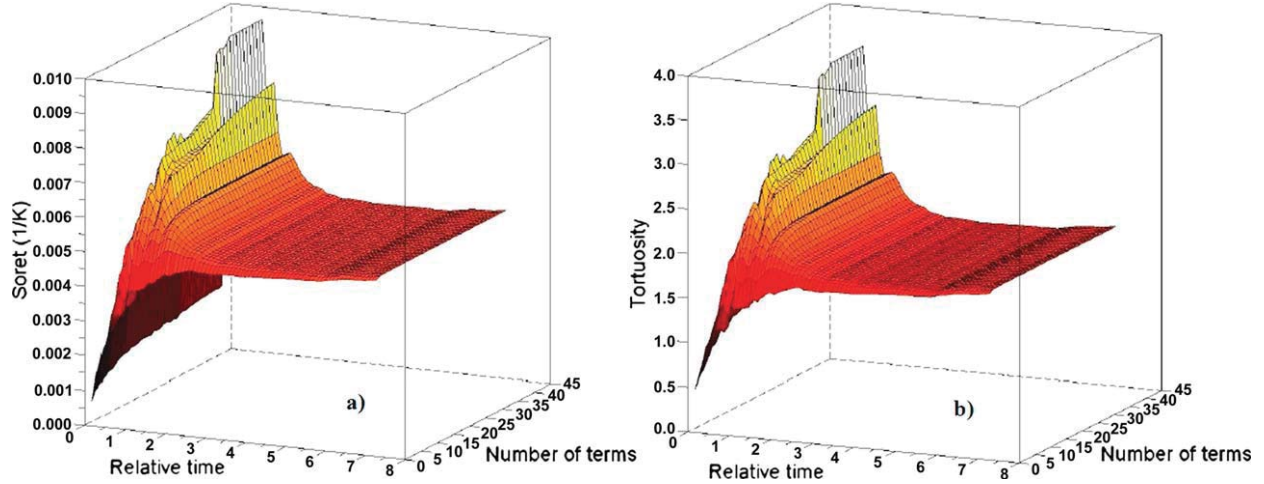 0.010
0.009
0.008
0.007
0.006
0.005
0.004
0.003
0.002
0.001
0.000
Soret (1/K)
0 1 2 3 4 5 6 7 8
Relative time
0 5 10 15 20 25 30 35 40 45
Number of terms
a)
4.0
3.5
3.0
2.5
2.0
1.5
1.0
0.5
0.0
Tortuosity
0 1 2 3 4 5 6 7 8
Relative time
0 5 10 15 20 25 30 35 40 45
Number of terms
b)